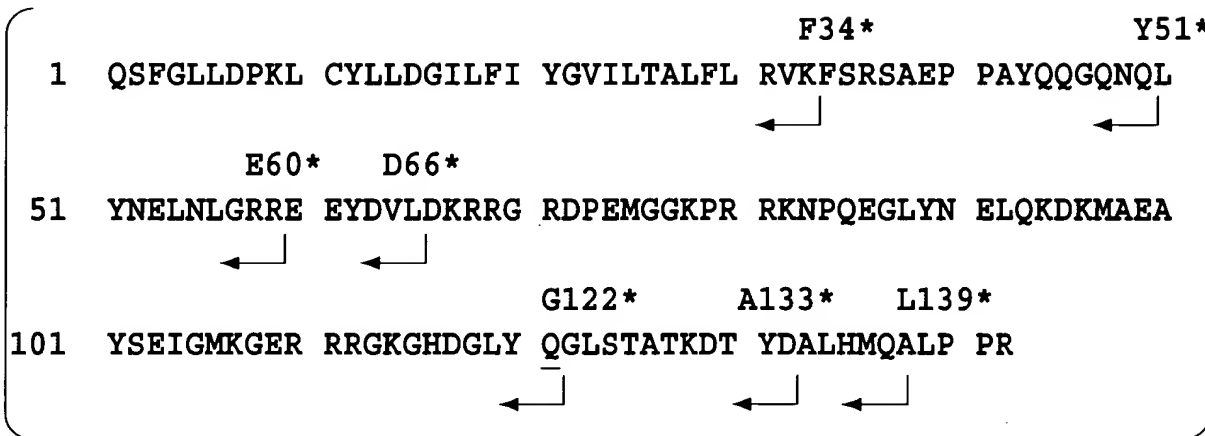 F34* Y51*
1 QSFGLLDPKL CYLLDGILFI YGVILTALFL RVKFSRSAEP PAYQQGQNQL
E60* D66*
51 YNELNLGRRE EYDVLDKRRG RDPEMGGKPR RKNPQEGLYN ELQKDKMAEA
G122* A133* L139*
101 YSEIGMKGER RRGKGHDGLY QGLSTATKDT YDALHMQALP PR